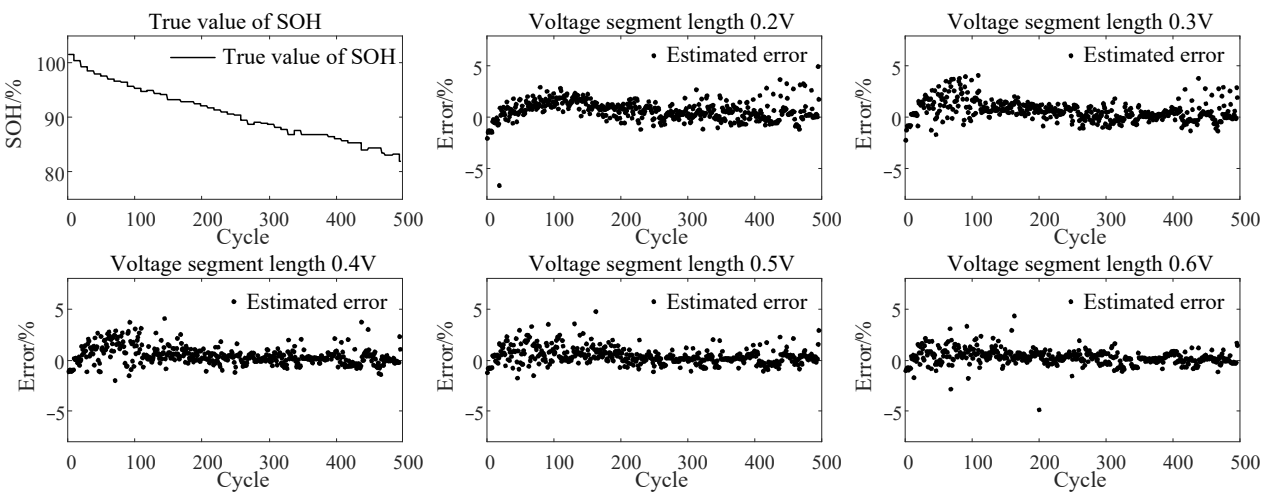 True value of SOH
True value of SOH
SOH/%
100
90
80
0 100 200 300 400 500
Cycle
Voltage segment length 0.2V
Estimated error
Error/%
5
0
−5
0 100 200 300 400 500
Cycle
Voltage segment length 0.3V
Estimated error
Error/%
5
0
−5
0 100 200 300 400 500
Cycle
Voltage segment length 0.4V
Estimated error
Error/%
5
0
−5
0 100 200 300 400 500
Cycle
Voltage segment length 0.5V
Estimated error
Error/%
5
0
−5
0 100 200 300 400 500
Cycle
Voltage segment length 0.6V
Estimated error
Error/%
5
0
−5
0 100 200 300 400 500
Cycle